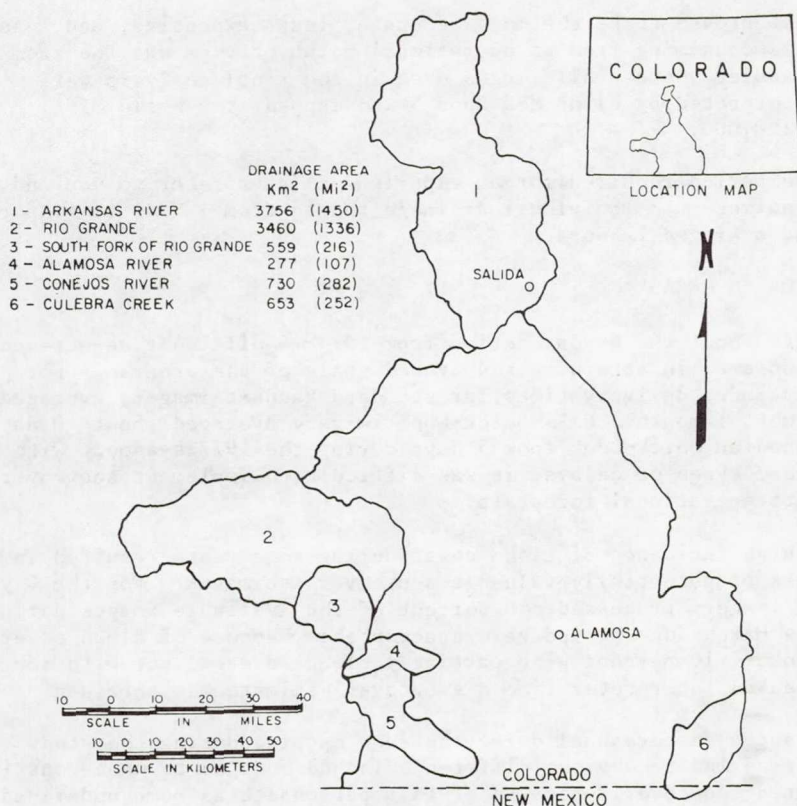 COLORADO
LOCATION MAP
DRAINAGE AREA
Km² (Mi²)
1- ARKANSAS RIVER 3756 (1450)
2- RIO GRANDE 3460 (1336)
3- SOUTH FORK OF RIO GRANDE 559 (216)
4- ALAMOSA RIVER 277 (107)
5- CONEJOS RIVER 730 (282)
6- CULEBRA CREEK 653 (252)
1
SALIDA
2
3
ALAMOSA
4
5
6
10 0 10 20 30 40
SCALE IN MILES
10 0 10 20 30 40 50
SCALE IN KILOMETERS
COLORADO
NEW MEXICO